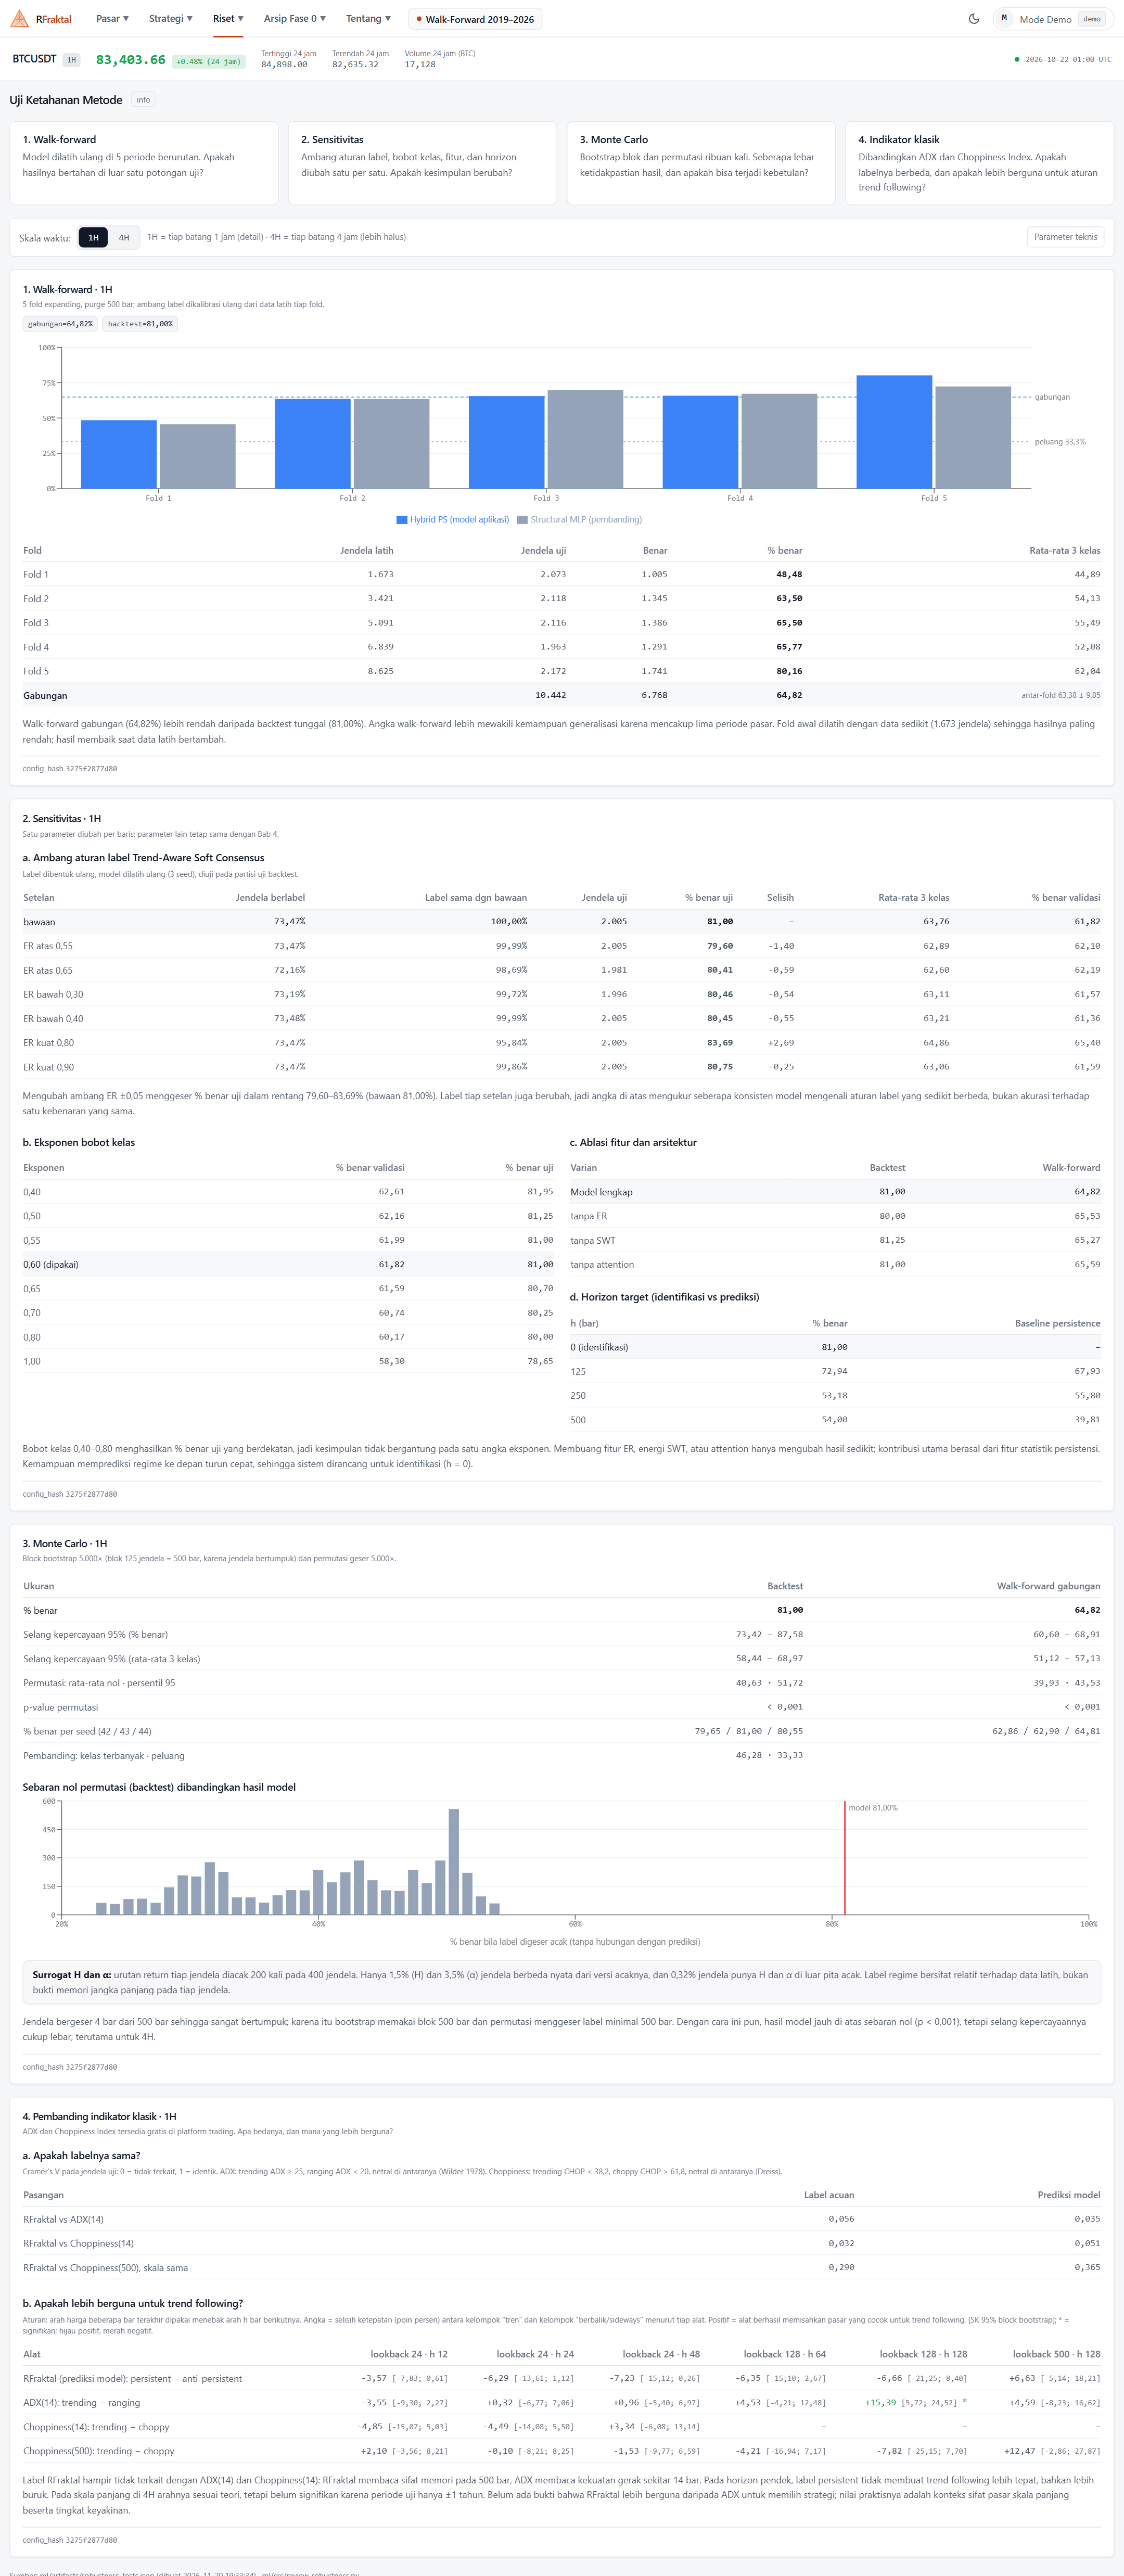 RFraktal Pasar ▼ Strategi ▼ Riset ▼ Arsip Fase 0 ▼ Tentang ▼ Walk-Forward 2019–2026 M Mode Demo demo
BTCUSDT 1H 83,403.66 +0.48% (24 jam) Tertinggi 24 jam 84,898.00 Terendah 24 jam 82,635.32 Volume 24 jam (BTC) 17,128 2026-10-22 01:00 UTC
Uji Ketahanan Metode info
1. Walk-forward
Model dilatih ulang di 5 periode berurutan. Apakah
hasilnya bertahan di luar satu potongan uji?
2. Sensitivitas
Ambang aturan label, bobot kelas, fitur, dan horizon
diubah satu per satu. Apakah kesimpulan berubah?
3. Monte Carlo
Bootstrap blok dan permutasi ribuan kali. Seberapa lebar
ketidakpastian hasil, dan apakah bisa terjadi kebetulan?
4. Indikator klasik
Dibandingkan ADX dan Choppiness Index. Apakah
labelnya berbeda, dan apakah lebih berguna untuk aturan
trend following?
Skala waktu: 1H 4H 1H = tiap batang 1 jam (detail) · 4H = tiap batang 4 jam (lebih halus) Parameter teknis
1. Walk-forward · 1H
5 fold expanding, purge 500 bar; ambang label dikalibrasi ulang dari data latih tiap fold.
gabungan=64,82% backtest=81,00%
100%
75%
50%
25%
0%
gabungan
peluang 33,3%
Fold 1 Fold 2 Fold 3 Fold 4 Fold 5
Hybrid PS (model aplikasi) Structural MLP (pembanding)
Fold Jendela latih Jendela uji Benar % benar Rata-rata 3 kelas
Fold 1 1.673 2.073 1.005 48,48 44,89
Fold 2 3.421 2.118 1.345 63,50 54,13
Fold 3 5.091 2.116 1.386 65,50 55,49
Fold 4 6.839 1.963 1.291 65,77 52,08
Fold 5 8.625 2.172 1.741 80,16 62,04
Gabungan 10.442 6.768 64,82 antar-fold 63,38 ± 9,85
Walk-forward gabungan (64,82%) lebih rendah daripada backtest tunggal (81,00%). Angka walk-forward lebih mewakili kemampuan generalisasi karena mencakup lima periode pasar. Fold awal dilatih dengan data sedikit (1.673 jendela) sehingga hasilnya paling
rendah; hasil membaik saat data latih bertambah.
config_hash 3275f2877d80
2. Sensitivitas · 1H
Satu parameter diubah per baris; parameter lain tetap sama dengan Bab 4.
a. Ambang aturan label Trend-Aware Soft Consensus
Label dibentuk ulang, model dilatih ulang (3 seed), diuji pada partisi uji backtest.
Setelan Jendela berlabel Label sama dgn bawaan Jendela uji % benar uji Selisih Rata-rata 3 kelas % benar validasi
bawaan 73,47% 100,00% 2.005 81,00 – 63,76 61,82
ER atas 0,55 73,47% 99,99% 2.005 79,60 -1,40 62,89 62,10
ER atas 0,65 72,16% 98,69% 1.981 80,41 -0,59 62,60 62,19
ER bawah 0,30 73,19% 99,72% 1.996 80,46 -0,54 63,11 61,57
ER bawah 0,40 73,48% 99,99% 2.005 80,45 -0,55 63,21 61,36
ER kuat 0,80 73,47% 95,84% 2.005 83,69 +2,69 64,86 65,40
ER kuat 0,90 73,47% 99,86% 2.005 80,75 -0,25 63,06 61,59
Mengubah ambang ER ±0,05 menggeser % benar uji dalam rentang 79,60–83,69% (bawaan 81,00%). Label tiap setelan juga berubah, jadi angka di atas mengukur seberapa konsisten model mengenali aturan label yang sedikit berbeda, bukan akurasi terhadap
satu kebenaran yang sama.
b. Eksponen bobot kelas
Eksponen % benar validasi % benar uji
0,40 62,61 81,95
0,50 62,16 81,25
0,55 61,99 81,00
0,60 (dipakai) 61,82 81,00
0,65 61,59 80,70
0,70 60,74 80,25
0,80 60,17 80,00
1,00 58,30 78,65
c. Ablasi fitur dan arsitektur
Varian Backtest Walk-forward
Model lengkap 81,00 64,82
tanpa ER 80,00 65,53
tanpa SWT 81,25 65,27
tanpa attention 81,00 65,59
d. Horizon target (identifikasi vs prediksi)
h (bar) % benar Baseline persistence
0 (identifikasi) 81,00 –
125 72,94 67,93
250 53,18 55,80
500 54,00 39,81
Bobot kelas 0,40–0,80 menghasilkan % benar uji yang berdekatan, jadi kesimpulan tidak bergantung pada satu angka eksponen. Membuang fitur ER, energi SWT, atau attention hanya mengubah hasil sedikit; kontribusi utama berasal dari fitur statistik persistensi.
Kemampuan memprediksi regime ke depan turun cepat, sehingga sistem dirancang untuk identifikasi (h = 0).
config_hash 3275f2877d80
3. Monte Carlo · 1H
Block bootstrap 5.000× (blok 125 jendela = 500 bar, karena jendela bertumpuk) dan permutasi geser 5.000×.
Ukuran Backtest Walk-forward gabungan
% benar 81,00 64,82
Selang kepercayaan 95% (% benar) 73,42 – 87,58 60,60 – 68,91
Selang kepercayaan 95% (rata-rata 3 kelas) 58,44 – 68,97 51,12 – 57,13
Permutasi: rata-rata nol · persentil 95 40,63 · 51,72 39,93 · 43,53
p-value permutasi < 0,001 < 0,001
% benar per seed (42 / 43 / 44) 79,65 / 81,00 / 80,55 62,86 / 62,90 / 64,81
Pembanding: kelas terbanyak · peluang 46,28 · 33,33
Sebaran nol permutasi (backtest) dibandingkan hasil model
600
450
300
150
0
model 81,00%
20% 40% 60% 80% 100%
% benar bila label digeser acak (tanpa hubungan dengan prediksi)
Surrogat H dan α: urutan return tiap jendela diacak 200 kali pada 400 jendela. Hanya 1,5% (H) dan 3,5% (α) jendela berbeda nyata dari versi acaknya, dan 0,32% jendela punya H dan α di luar pita acak. Label regime bersifat relatif terhadap data latih, bukan
bukti memori jangka panjang pada tiap jendela.
Jendela bergeser 4 bar dari 500 bar sehingga sangat bertumpuk; karena itu bootstrap memakai blok 500 bar dan permutasi menggeser label minimal 500 bar. Dengan cara ini pun, hasil model jauh di atas sebaran nol (p < 0,001), tetapi selang kepercayaannya
cukup lebar, terutama untuk 4H.
config_hash 3275f2877d80
4. Pembanding indikator klasik · 1H
ADX dan Choppiness Index tersedia gratis di platform trading. Apa bedanya, dan mana yang lebih berguna?
a. Apakah labelnya sama?
Cramér's V pada jendela uji: 0 = tidak terkait, 1 = identik. ADX: trending ADX ≥ 25, ranging ADX < 20, netral di antaranya (Wilder 1978). Choppiness: trending CHOP < 38,2, choppy CHOP > 61,8, netral di antaranya (Dreiss).
Pasangan Label acuan Prediksi model
RFraktal vs ADX(14) 0,056 0,035
RFraktal vs Choppiness(14) 0,032 0,051
RFraktal vs Choppiness(500), skala sama 0,290 0,365
b. Apakah lebih berguna untuk trend following?
Aturan: arah harga beberapa bar terakhir dipakai menebak arah h bar berikutnya. Angka = selisih ketepatan (poin persen) antara kelompok "tren" dan kelompok "berbalik/sideways" menurut tiap alat. Positif = alat berhasil memisahkan pasar yang cocok untuk trend following. [SK 95% block bootstrap]; * =
signifikan; hijau positif, merah negatif.
Alat lookback 24 · h 12 lookback 24 · h 24 lookback 24 · h 48 lookback 128 · h 64 lookback 128 · h 128 lookback 500 · h 128
RFraktal (prediksi model): persistent − anti-persistent -3,57 [-7,83; 0,61] -6,29 [-13,61; 1,12] -7,23 [-15,12; 0,26] -6,35 [-15,10; 2,67] -6,66 [-21,25; 8,40] +6,63 [-5,14; 18,21]
ADX(14): trending − ranging -3,55 [-9,30; 2,27] +0,32 [-6,77; 7,06] +0,96 [-5,40; 6,97] +4,53 [-4,21; 12,48] +15,39 [5,72; 24,52] * +4,59 [-8,23; 16,62]
Choppiness(14): trending − choppy -4,85 [-15,07; 5,03] -4,49 [-14,08; 5,50] +3,34 [-6,08; 13,14] – – –
Choppiness(500): trending − choppy +2,10 [-3,56; 8,21] -0,10 [-8,21; 8,25] -1,53 [-9,77; 6,59] -4,21 [-16,94; 7,17] -7,82 [-25,15; 7,70] +12,47 [-2,86; 27,87]
Label RFraktal hampir tidak terkait dengan ADX(14) dan Choppiness(14): RFraktal membaca sifat memori pada 500 bar, ADX membaca kekuatan gerak sekitar 14 bar. Pada horizon pendek, label persistent tidak membuat trend following lebih tepat, bahkan lebih
buruk. Pada skala panjang di 4H arahnya sesuai teori, tetapi belum signifikan karena periode uji hanya ±1 tahun. Belum ada bukti bahwa RFraktal lebih berguna daripada ADX untuk memilih strategi; nilai praktisnya adalah konteks sifat pasar skala panjang
beserta tingkat keyakinan.
config_hash 3275f2877d80